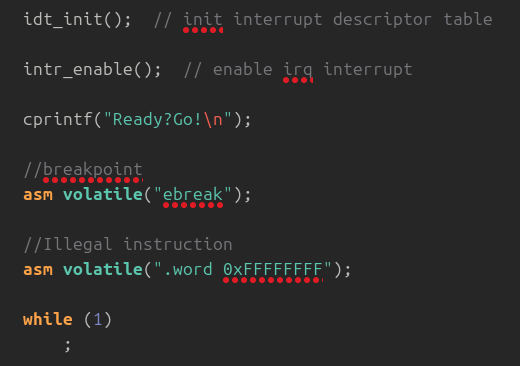 idt_init();  // init interrupt descriptor table
intr_enable();  // enable irq interrupt
cprintf("Ready?Go!\n");
//breakpoint
asm volatile("ebreak");
//Illegal instruction
asm volatile(".word 0xFFFFFFFF");
while (1)
    ;